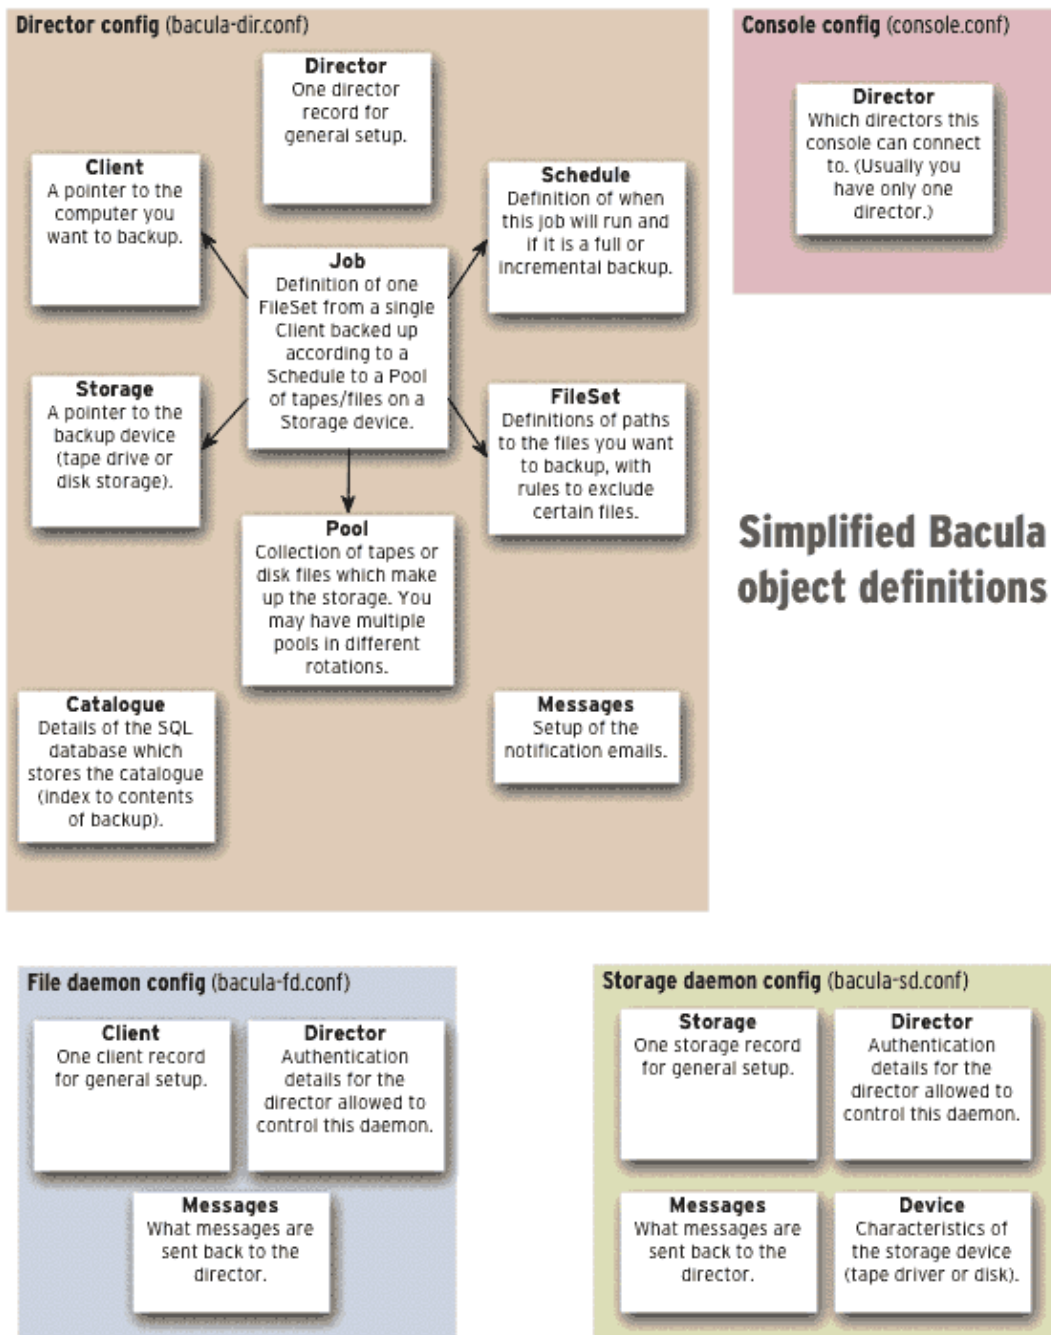 Director config (bacula-dir.conf)
Director
One director
record for
general setup.
Client
A pointer to the
computer you
want to backup.
Schedule
Definition of when
this job will run and
if it is a full or
incremental backup.
Job
Definition of one
FileSet from a single
Client backed up
according to a
Schedule to a Pool
of tapes/files on a
Storage device.
Storage
A pointer to the
backup device
(tape drive or
disk storage).
FileSet
Definitions of paths
to the files you want
to backup, with
rules to exclude
certain files.
Pool
Collection of tapes or
disk files which make
up the storage. You
may have multiple
pools in different
rotations.
Catalogue
Details of the SQL
database which
stores the catalogue
(index to contents
of backup).
Messages
Setup of the
notification emails.
Console config (console.conf)
Director
Which directors this
console can connect
to. (Usually you
have only one
director.)
Simplified Bacula
object definitions
File daemon config (bacula-fd.conf)
Client
One client record
for general setup.
Director
Authentication
details for the
director allowed to
control this daemon.
Messages
What messages are
sent back to the
director.
Storage daemon config (bacula-sd.conf)
Storage
One storage record
for general setup.
Director
Authentication
details for the
director allowed to
control this daemon.
Messages
What messages are
sent back to the
director.
Device
Characteristics of
the storage device
(tape driver or disk).